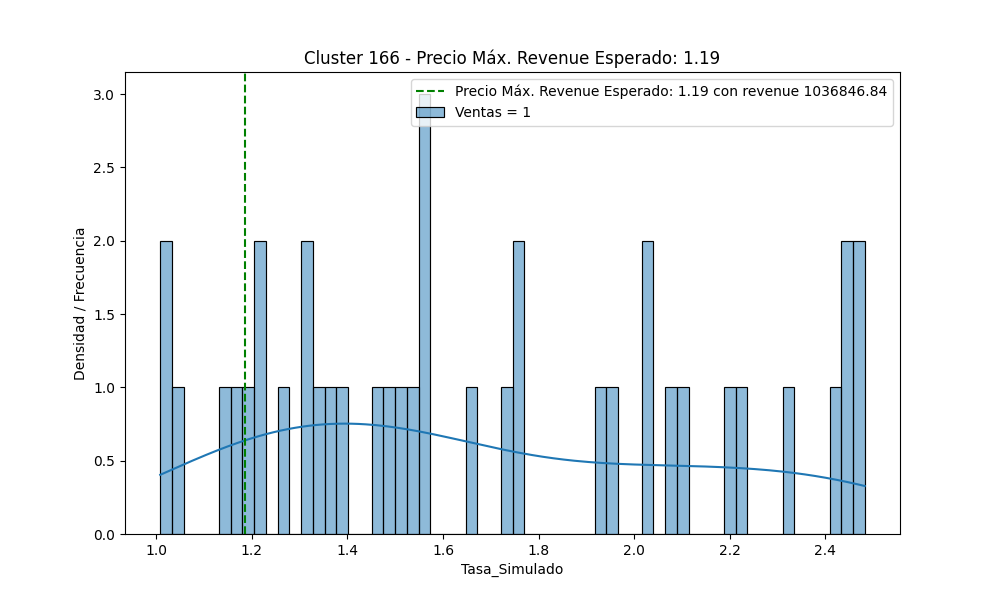 Cluster 166 - Precio Máx. Revenue Esperado: 1.19
Precio Máx. Revenue Esperado: 1.19 con revenue 1036846.84
Ventas = 1
Densidad / Frecuencia
3.0
2.5
2.0
1.5
1.0
0.5
0.0
1.0 1.2 1.4 1.6 1.8 2.0 2.2 2.4
Tasa_Simulado